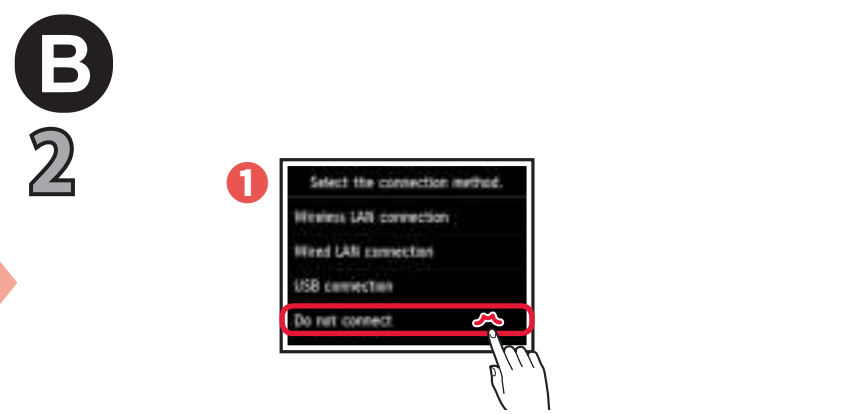 B
2
1
Select the connection method.
Wireless LAN connection
Wired LAN connection
USB connection
Do not connect